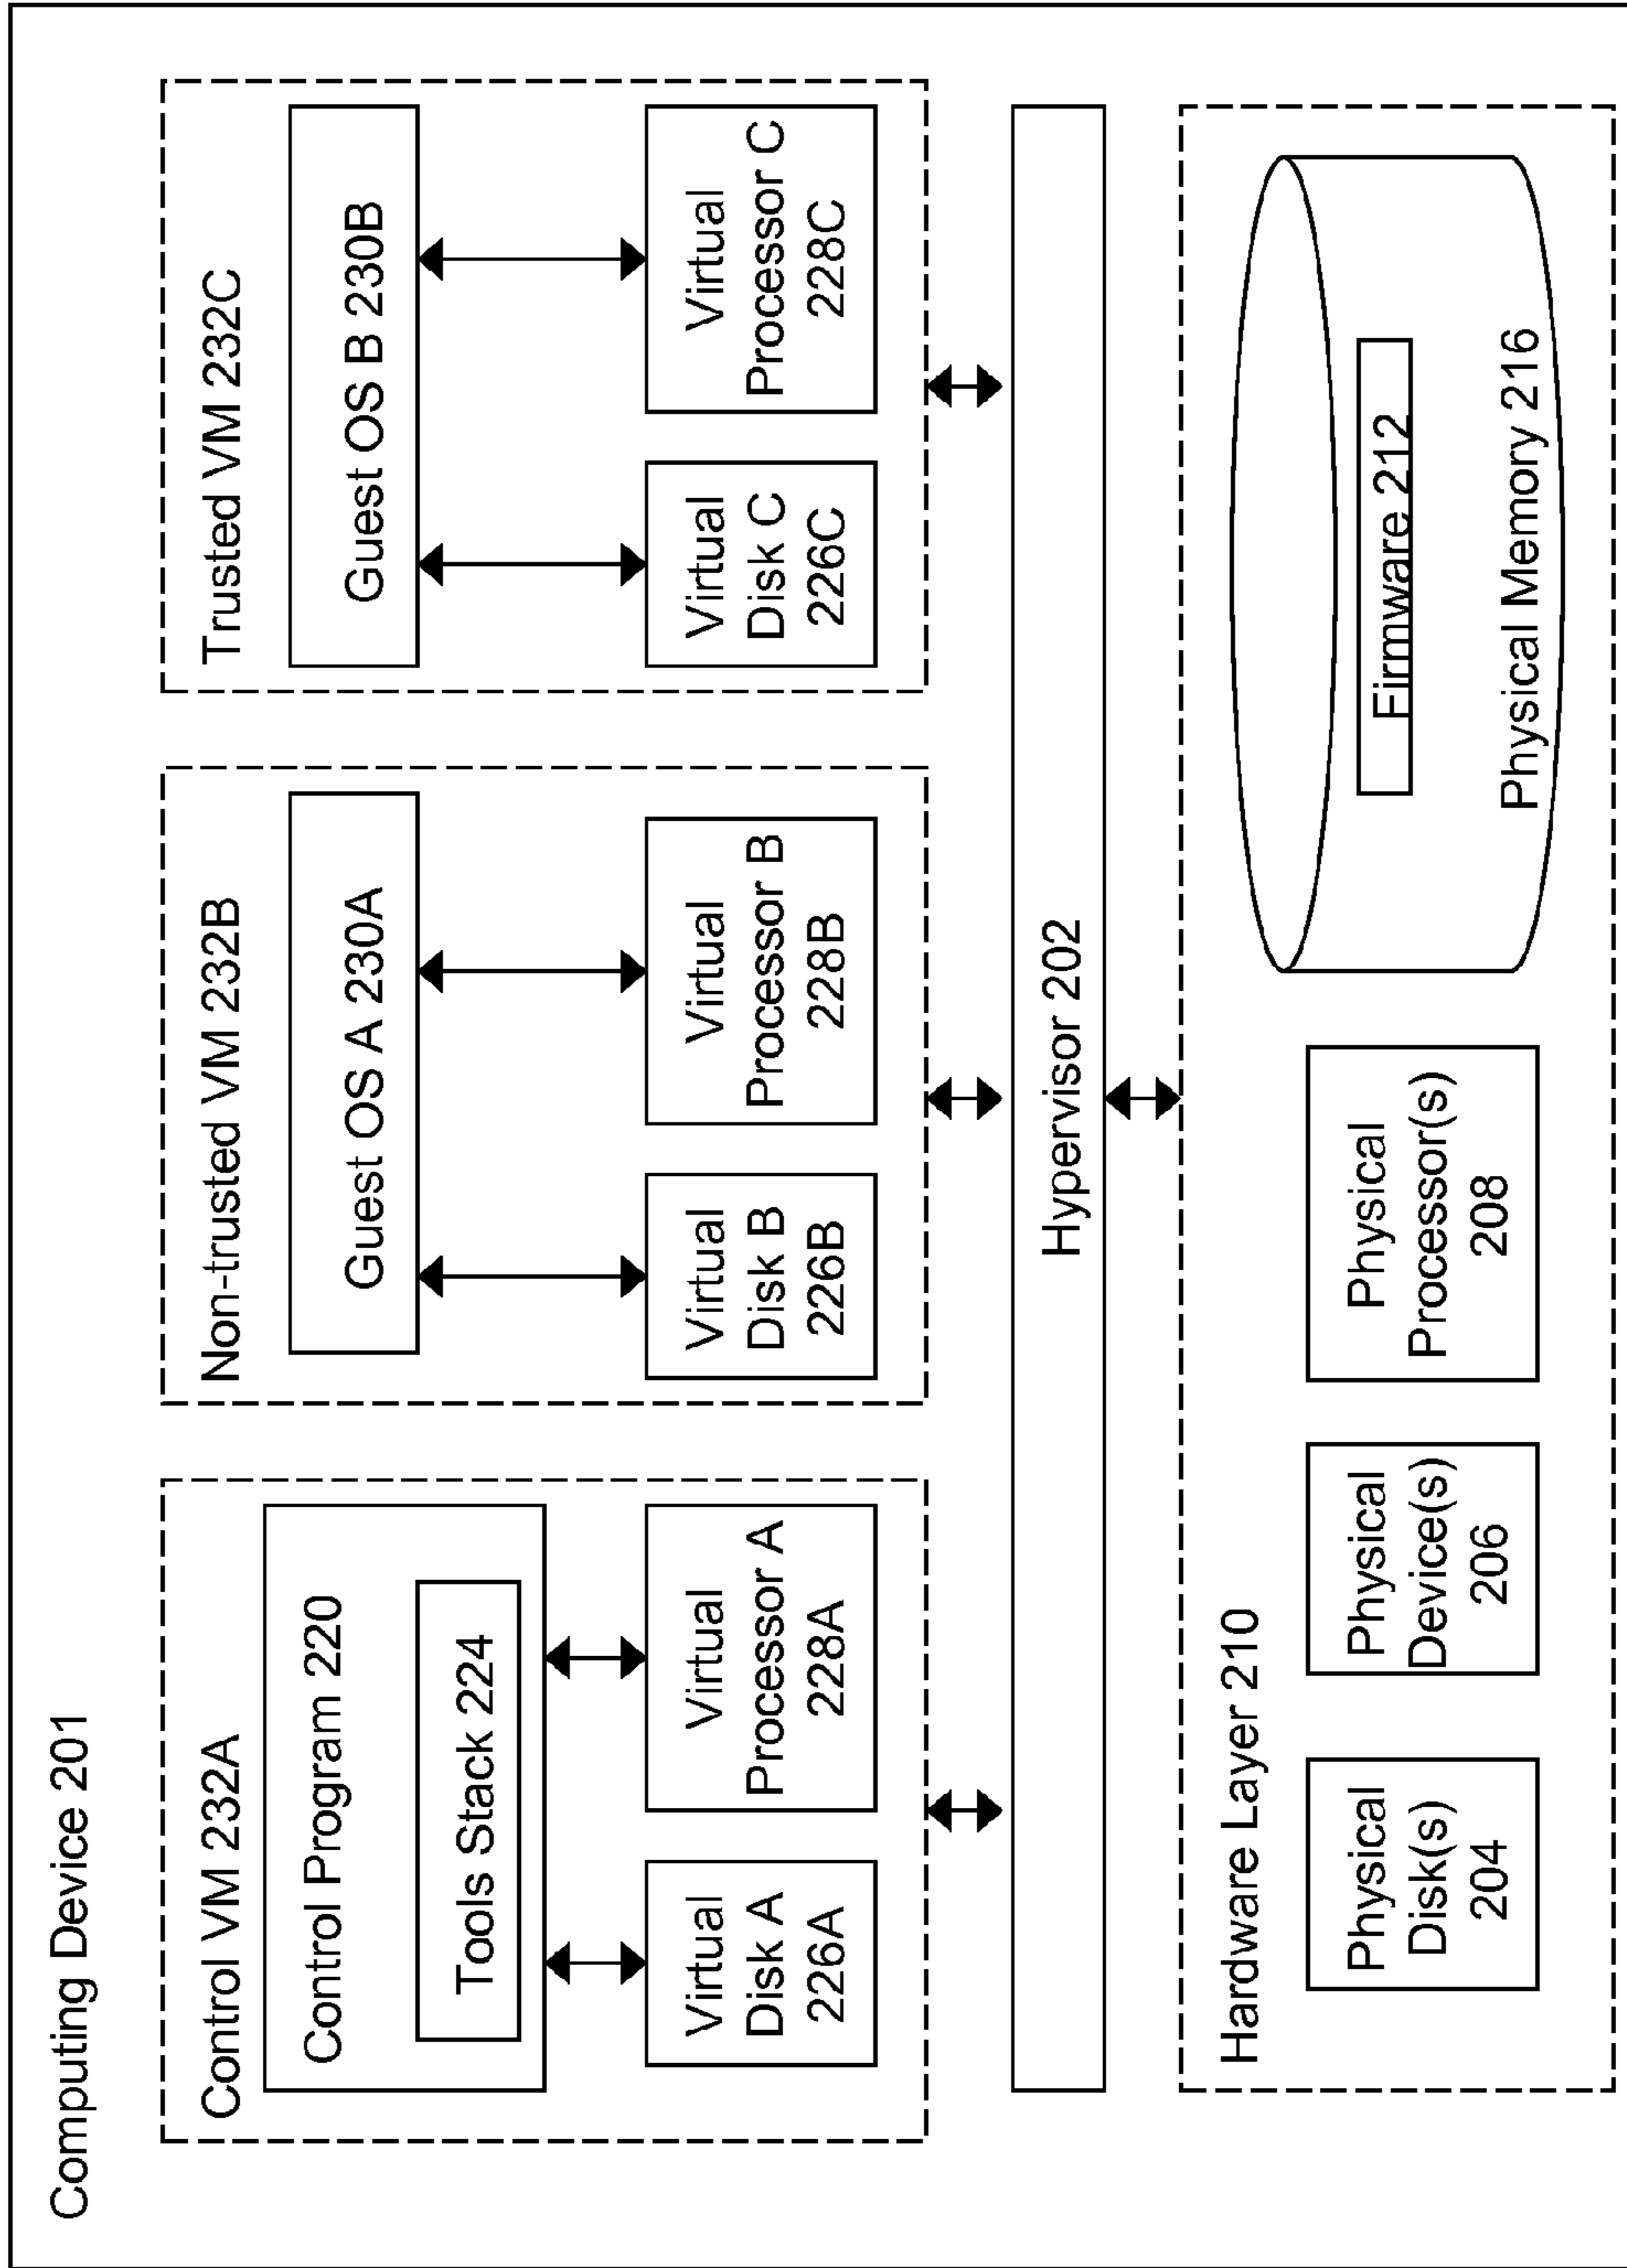 Computing Device 201
Control VM 232A
Control Program 220
Tools Stack 224
Virtual
Disk A
226A
Virtual
Processor A
228A
Non-trusted VM 232B
Guest OS A 230A
Virtual
Disk B
226B
Virtual
Processor B
228B
Trusted VM 232C
Guest OS B 230B
Virtual
Disk C
226C
Virtual
Processor C
228C
Hypervisor 202
Hardware Layer 210
Physical
Disk(s)
204
Physical
Device(s)
206
Physical
Processor(s)
208
Firmware 212
Physical Memory 216